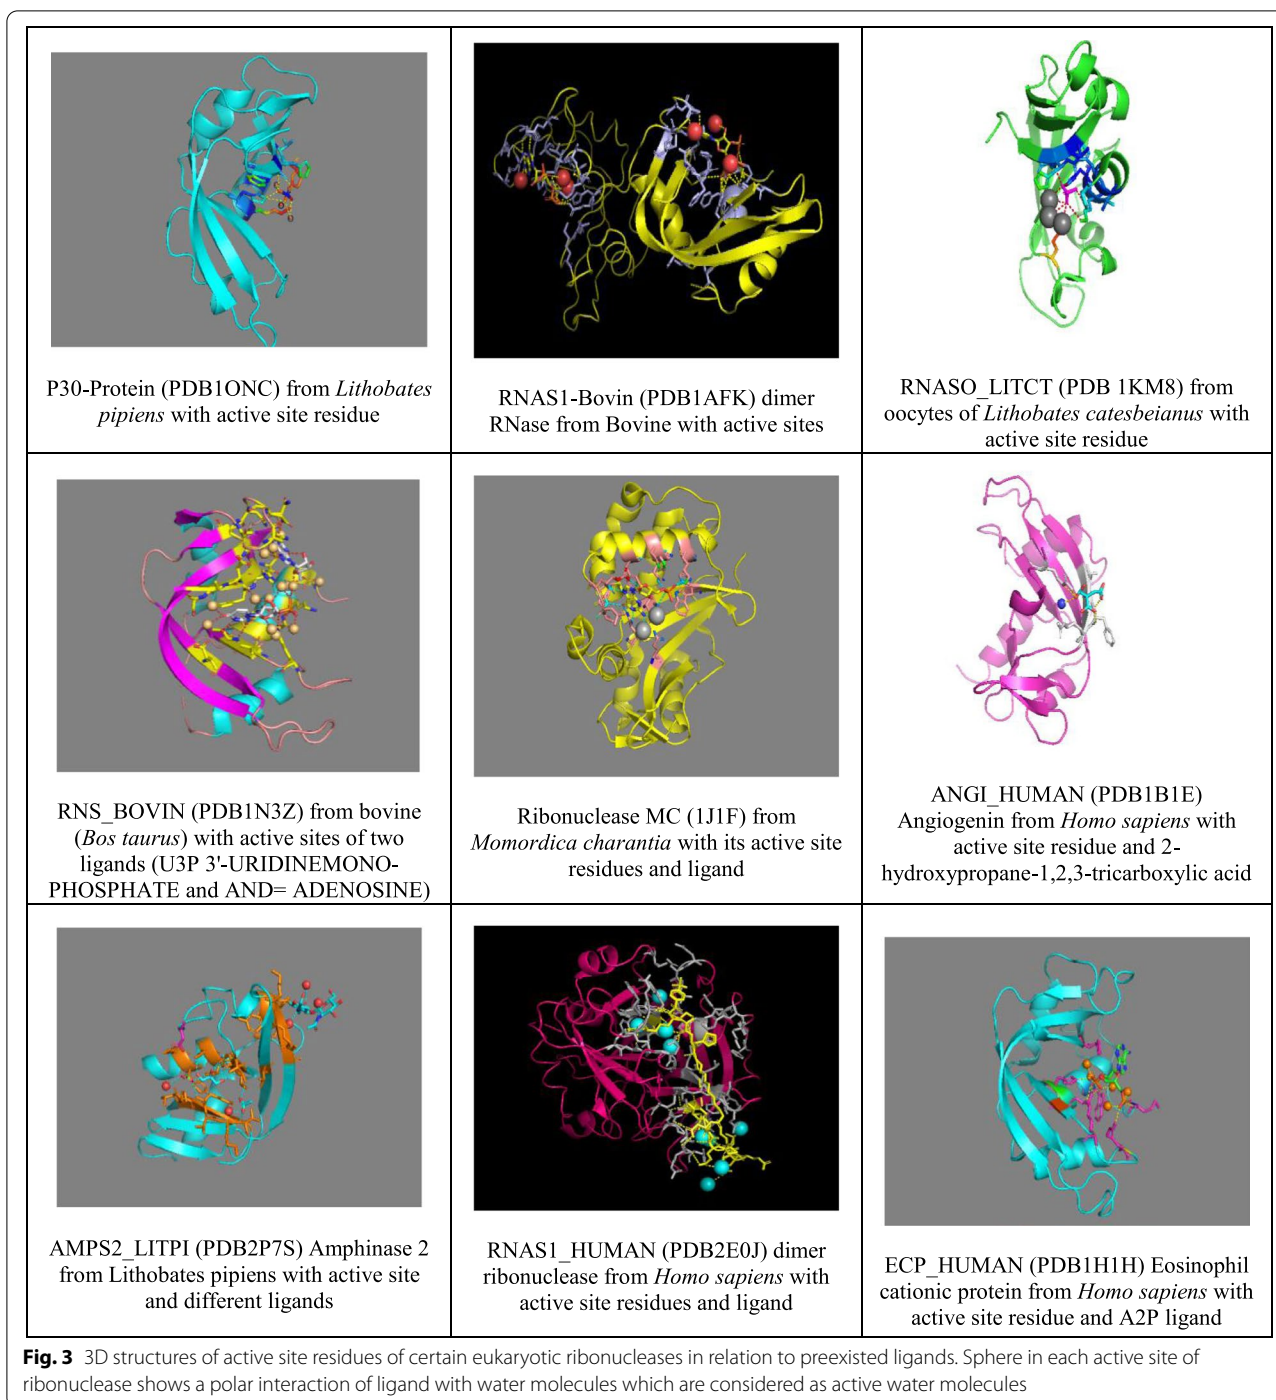 P30-Protein (PDB1ONC) from Lithobates
pipiens with active site residue
RNAS1-Bovin (PDB1AFK) dimer
RNase from Bovine with active sites
RNASO_LITCT (PDB 1KM8) from
oocytes of Lithobates catesbeianus with
active site residue
RNS_BOVIN (PDB1N3Z) from bovine
(Bos taurus) with active sites of two
ligands (U3P 3'-URIDINEMONO-
PHOSPHATE and AND= ADENOSINE)
Ribonuclease MC (1J1F) from
Momordica charantia with its active site
residues and ligand
ANGI_HUMAN (PDB1B1E)
Angiogenin from Homo sapiens with
active site residue and 2-
hydroxypropane-1,2,3-tricarboxylic acid
AMPS2_LITPI (PDB2P7S) Amphinase 2
from Lithobates pipiens with active site
and different ligands
RNAS1_HUMAN (PDB2E0J) dimer
ribonuclease from Homo sapiens with
active site residues and ligand
ECP_HUMAN (PDB1H1H) Eosinophil
cationic protein from Homo sapiens with
active site residue and A2P ligand
Fig. 3 3D structures of active site residues of certain eukaryotic ribonucleases in relation to preexisted ligands. Sphere in each active site of
ribonuclease shows a polar interaction of ligand with water molecules which are considered as active water molecules